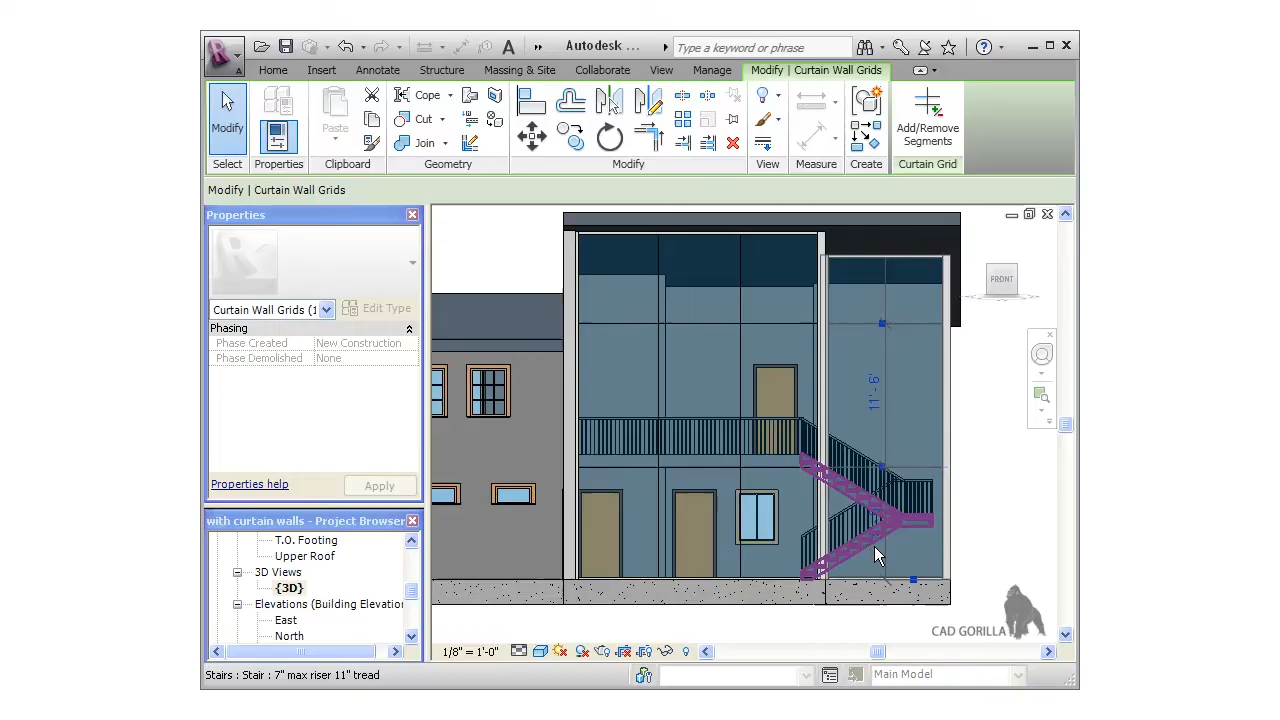 Autodesk ...
Type a keyword or phrase
Home Insert Annotate Structure Massing & Site Collaborate View Manage Modify | Curtain Wall Grids
Modify
Paste
Cope
Cut
Join
Add/Remove
Segments
Select Properties Clipboard Geometry Modify View Measure Create Curtain Grid
Modify | Curtain Wall Grids
Properties
Curtain Wall Grids (1
Edit Type
Phasing
Phase Created New Construction
Phase Demolished None
Properties help
Apply
with curtain walls - Project Browser
T.O. Footing
Upper Roof
3D Views
{3D}
Elevations (Building Elevation
East
North
FRONT
11' - 6"
CAD GORILLA
1/8" = 1'-0"
Stairs : Stair : 7" max riser 11" tread
Main Model